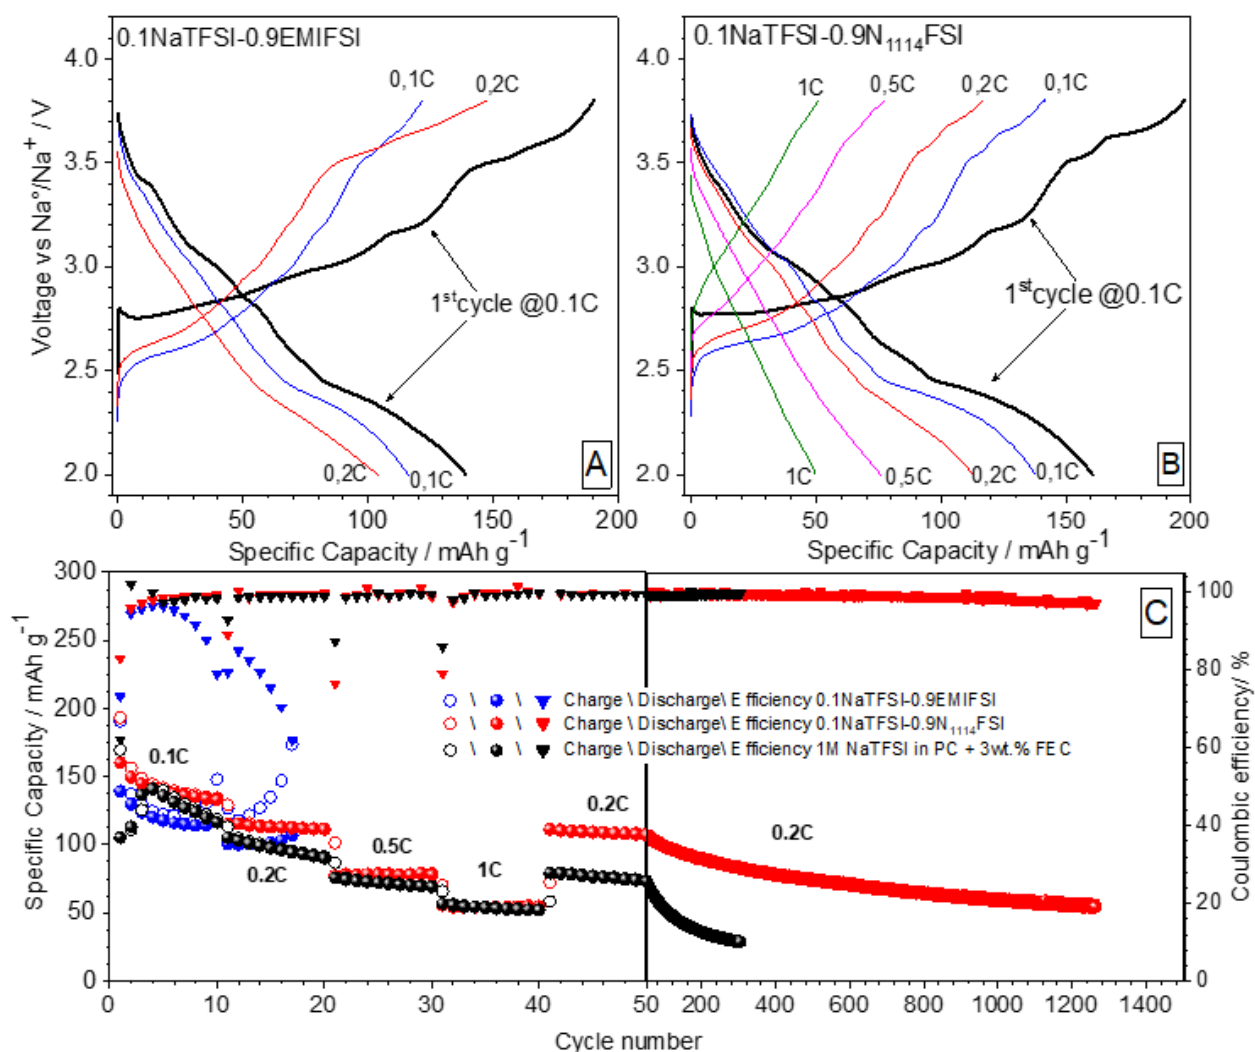 0.1NaTFSI-0.9EMIFSI
4.0
3.5
3.0
2.5
2.0
Voltage vs Na°/Na⁺ / V
0,1C
0,2C
1ˢᵗcycle @0.1C
0,2C
0,1C
A
0 50 100 150 200
Specific Capacity / mAh g⁻¹
0.1NaTFSI-0.9N₁₁₁₄FSI
4.0
3.5
3.0
2.5
2.0
1C
0,5C
0,2C
0,1C
1ˢᵗcycle @0.1C
1C
0,5C
0,2C
0,1C
B
0 50 100 150 200
Specific Capacity / mAh g⁻¹
300
250
200
150
100
50
0
Specific Capacity / mAh g⁻¹
C
100
80
60
40
20
0
Coulombic efficiency/ %
\ \ Charge \ Discharge\ Efficiency 0.1NaTFSI-0.9EMIFSI
\ \ Charge \ Discharge\ Efficiency 0.1NaTFSI-0.9N₁₁₁₄FSI
\ \ Charge \ Discharge\ Efficiency 1M NaTFSI in PC + 3wt.% FEC
0.1C
0.2C
0.5C
1C
0.2C
0.2C
0 10 20 30 40 50 200 400 600 800 1000 1200 1400
Cycle number